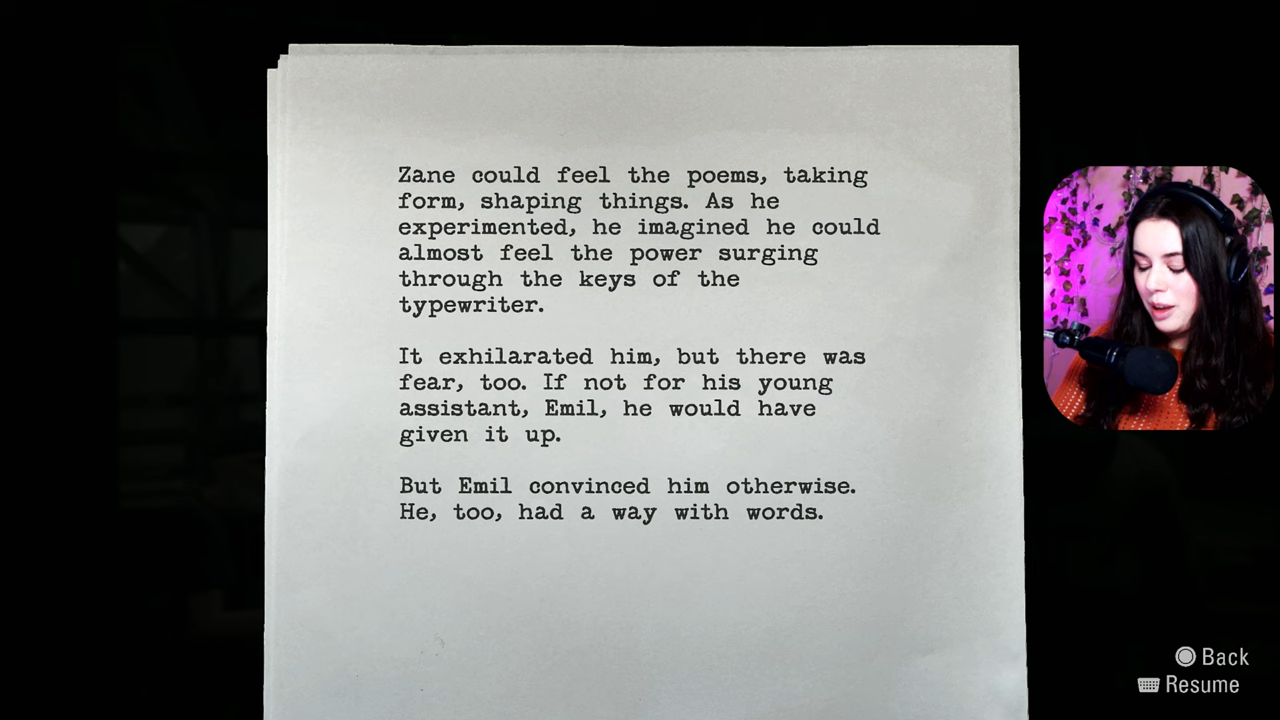 Zane could feel the poems, taking
form, shaping things. As he
experimented, he imagined he could
almost feel the power surging
through the keys of the
typewriter.
It exhilarated him, but there was
fear, too. If not for his young
assistant, Emil, he would have
given it up.
But Emil convinced him otherwise.
He, too, had a way with words.
Back
Resume